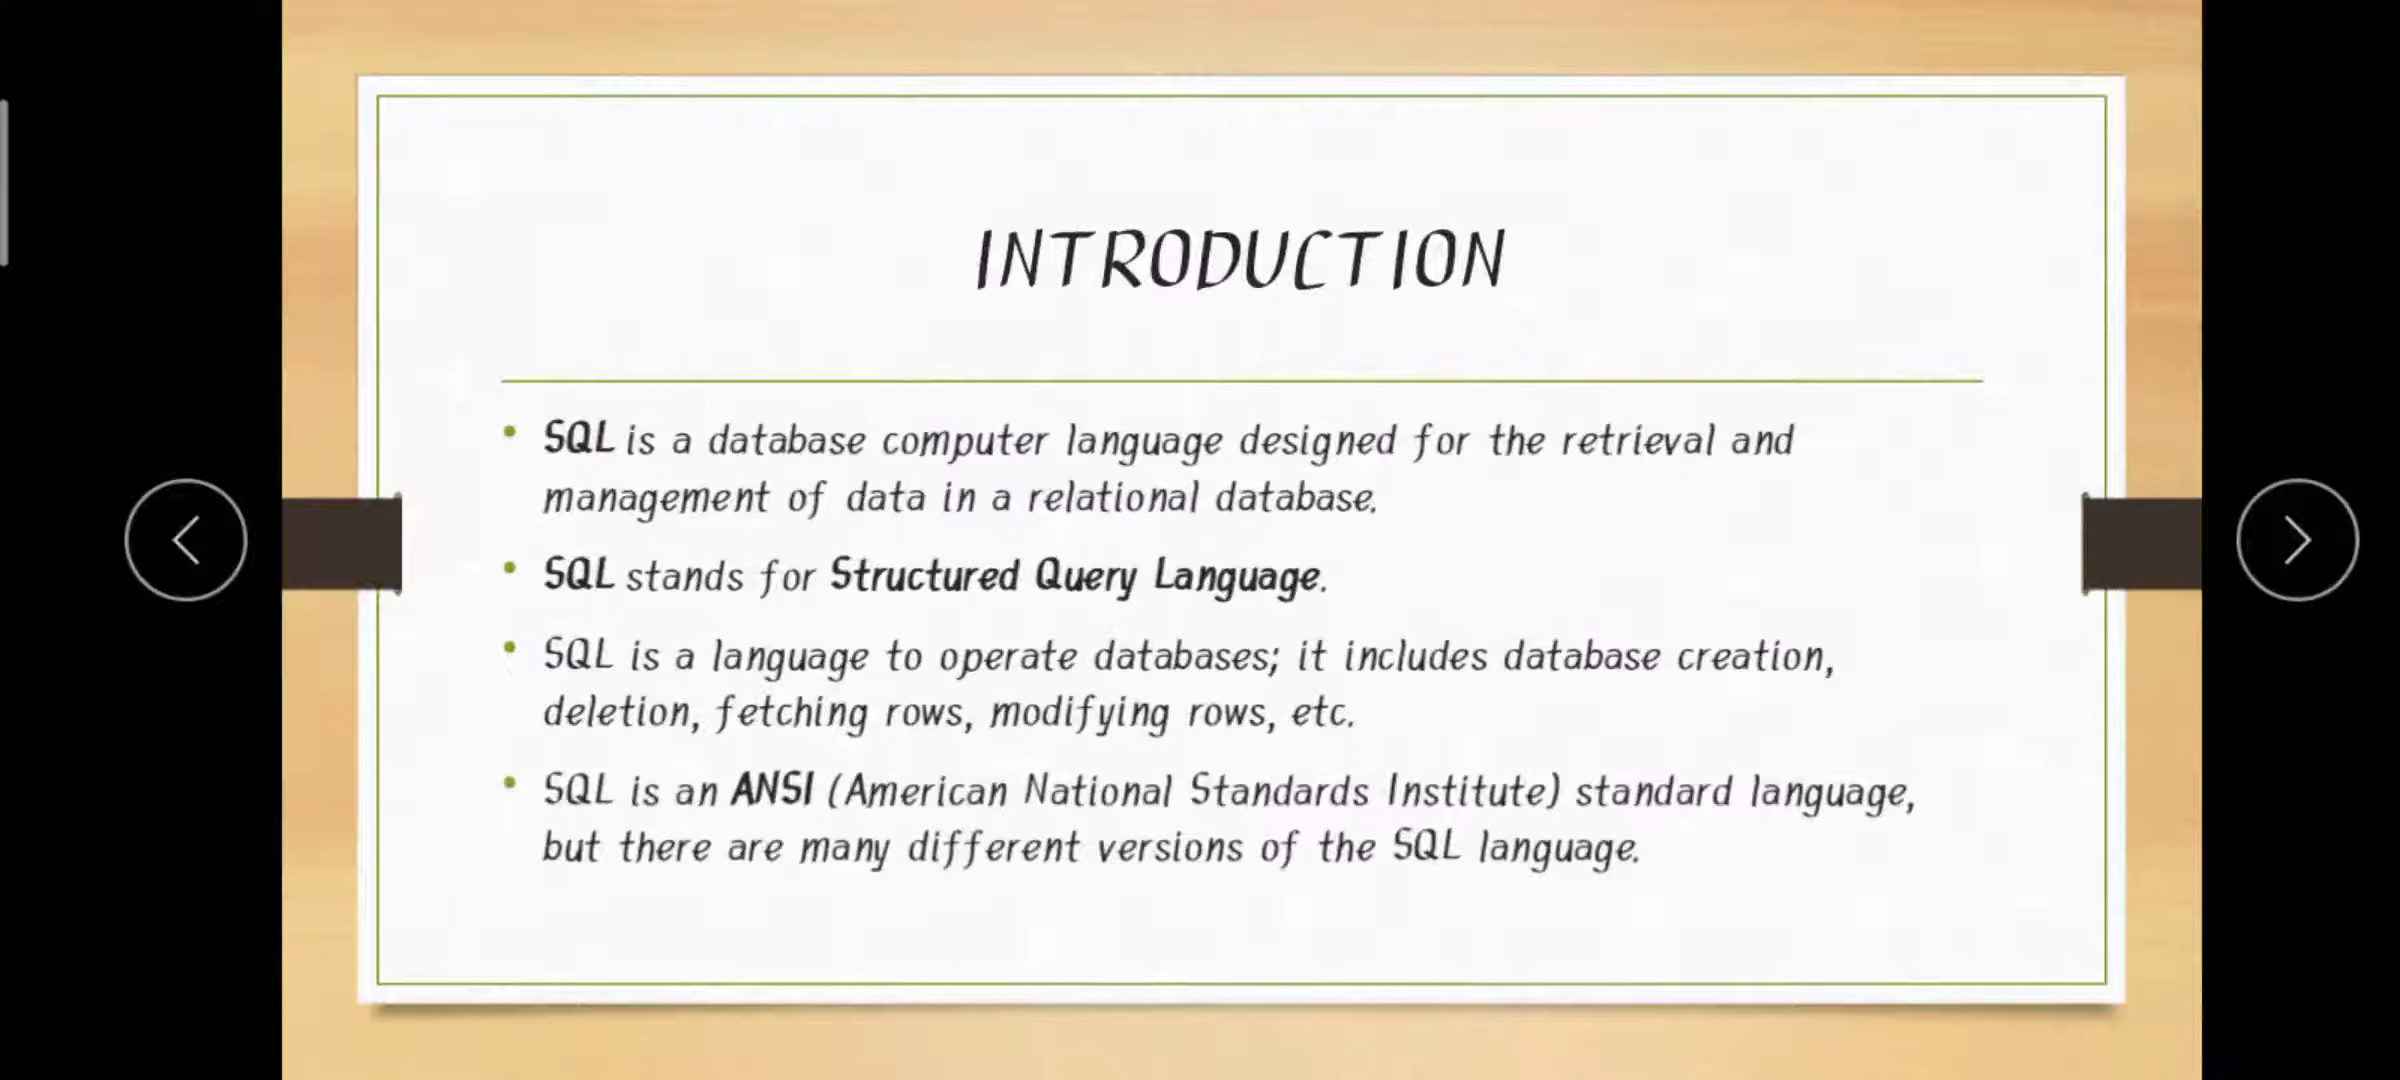 INTRODUCTION
• SQL is a database computer language designed for the retrieval and
management of data in a relational database.
• SQL stands for Structured Query Language.
• SQL is a language to operate databases; it includes database creation,
deletion, fetching rows, modifying rows, etc.
• SQL is an ANSI (American National Standards Institute) standard language,
but there are many different versions of the SQL language.